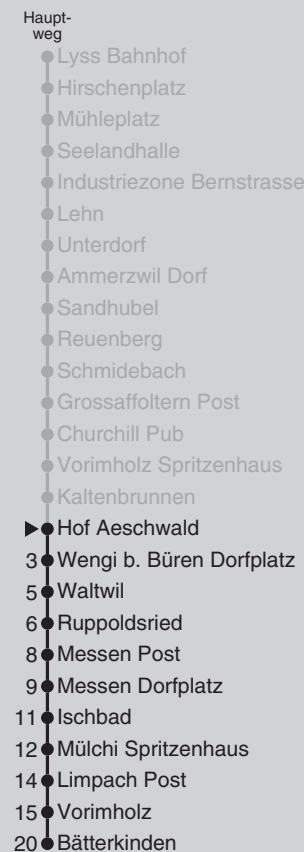 Haupt-
weg
Lyss Bahnhof
Hirschenplatz
Mühleplatz
Seelandhalle
Industriezone Bernstrasse
Lehn
Unterdorf
Ammerzwil Dorf
Sandhubel
Reuenberg
Schmidebach
Grossaffoltern Post
Churchill Pub
Vorimholz Spritzenhaus
Kaltenbrunnen
Hof Aeschwald
3 Wengi b. Büren Dorfplatz
5 Waltwil
6 Ruppoldsried
8 Messen Post
9 Messen Dorfplatz
11 Ischbad
12 Mülchi Spritzenhaus
14 Limpach Post
15 Vorimholz
20 Bätterkinden